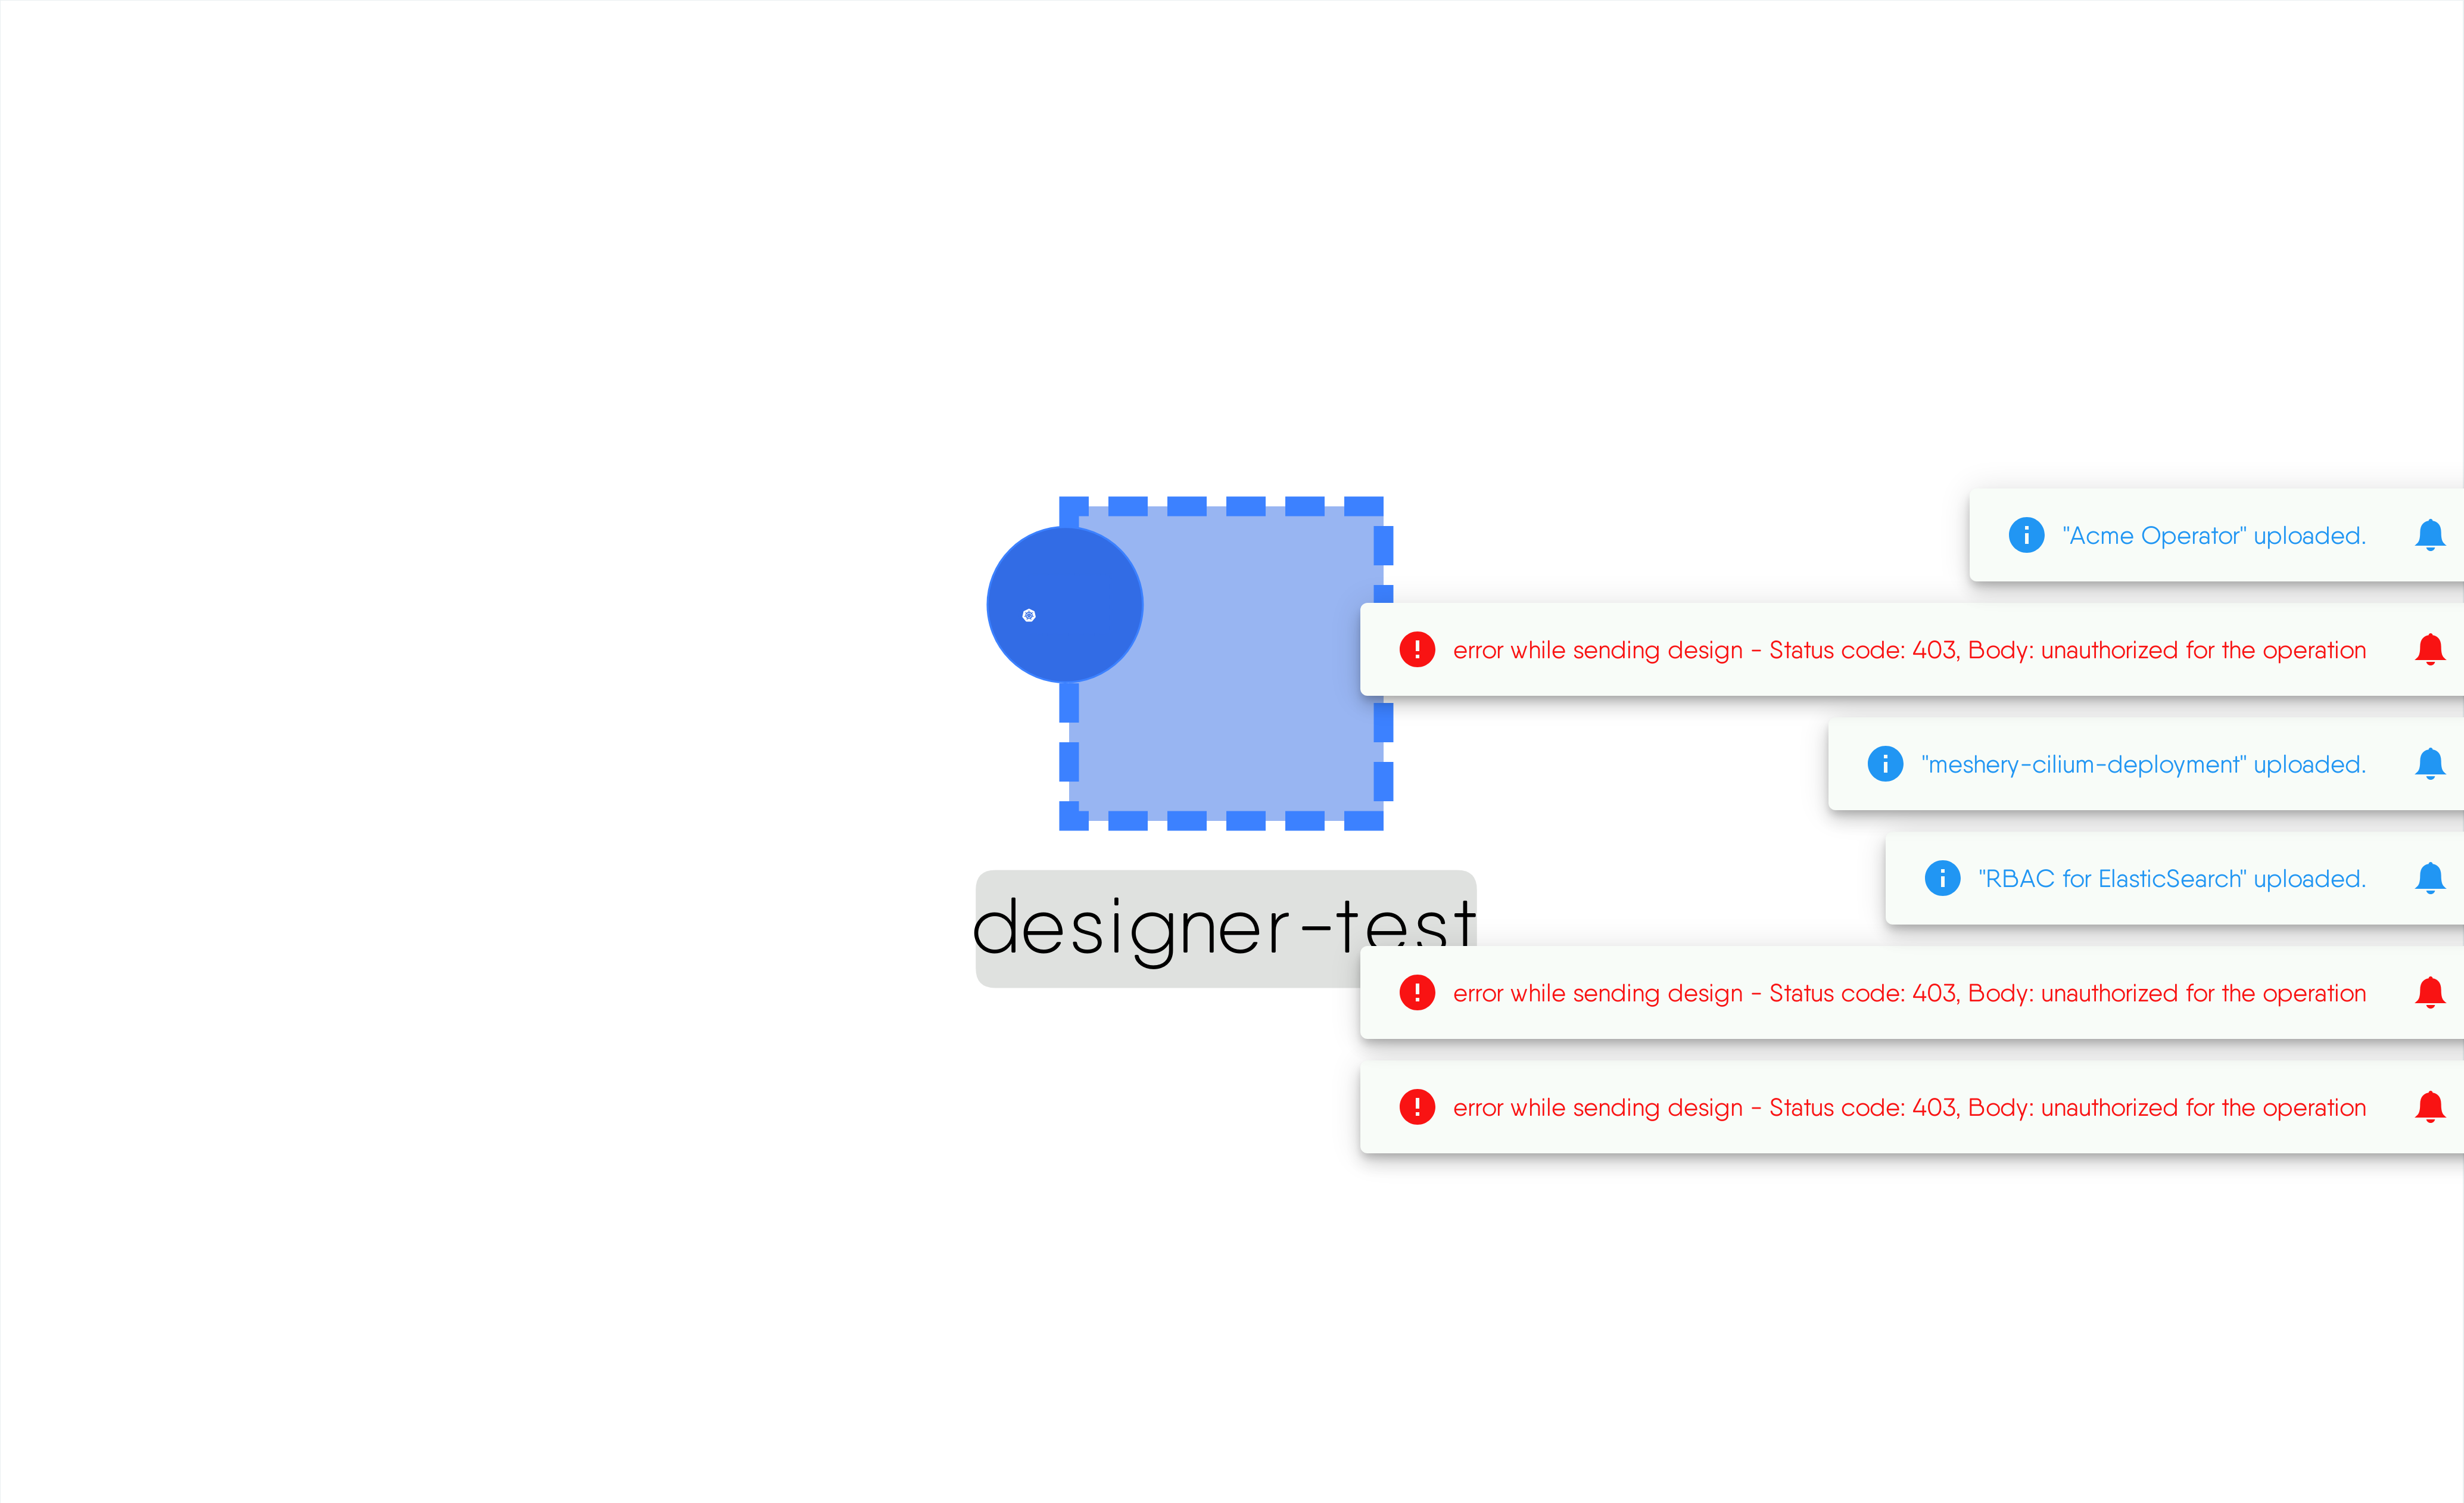 "Acme Operator" uploaded.
error while sending design - Status code: 403, Body: unauthorized for the operation
"meshery-cilium-deployment" uploaded.
"RBAC for ElasticSearch" uploaded.
designer-test
error while sending design - Status code: 403, Body: unauthorized for the operation
error while sending design - Status code: 403, Body: unauthorized for the operation